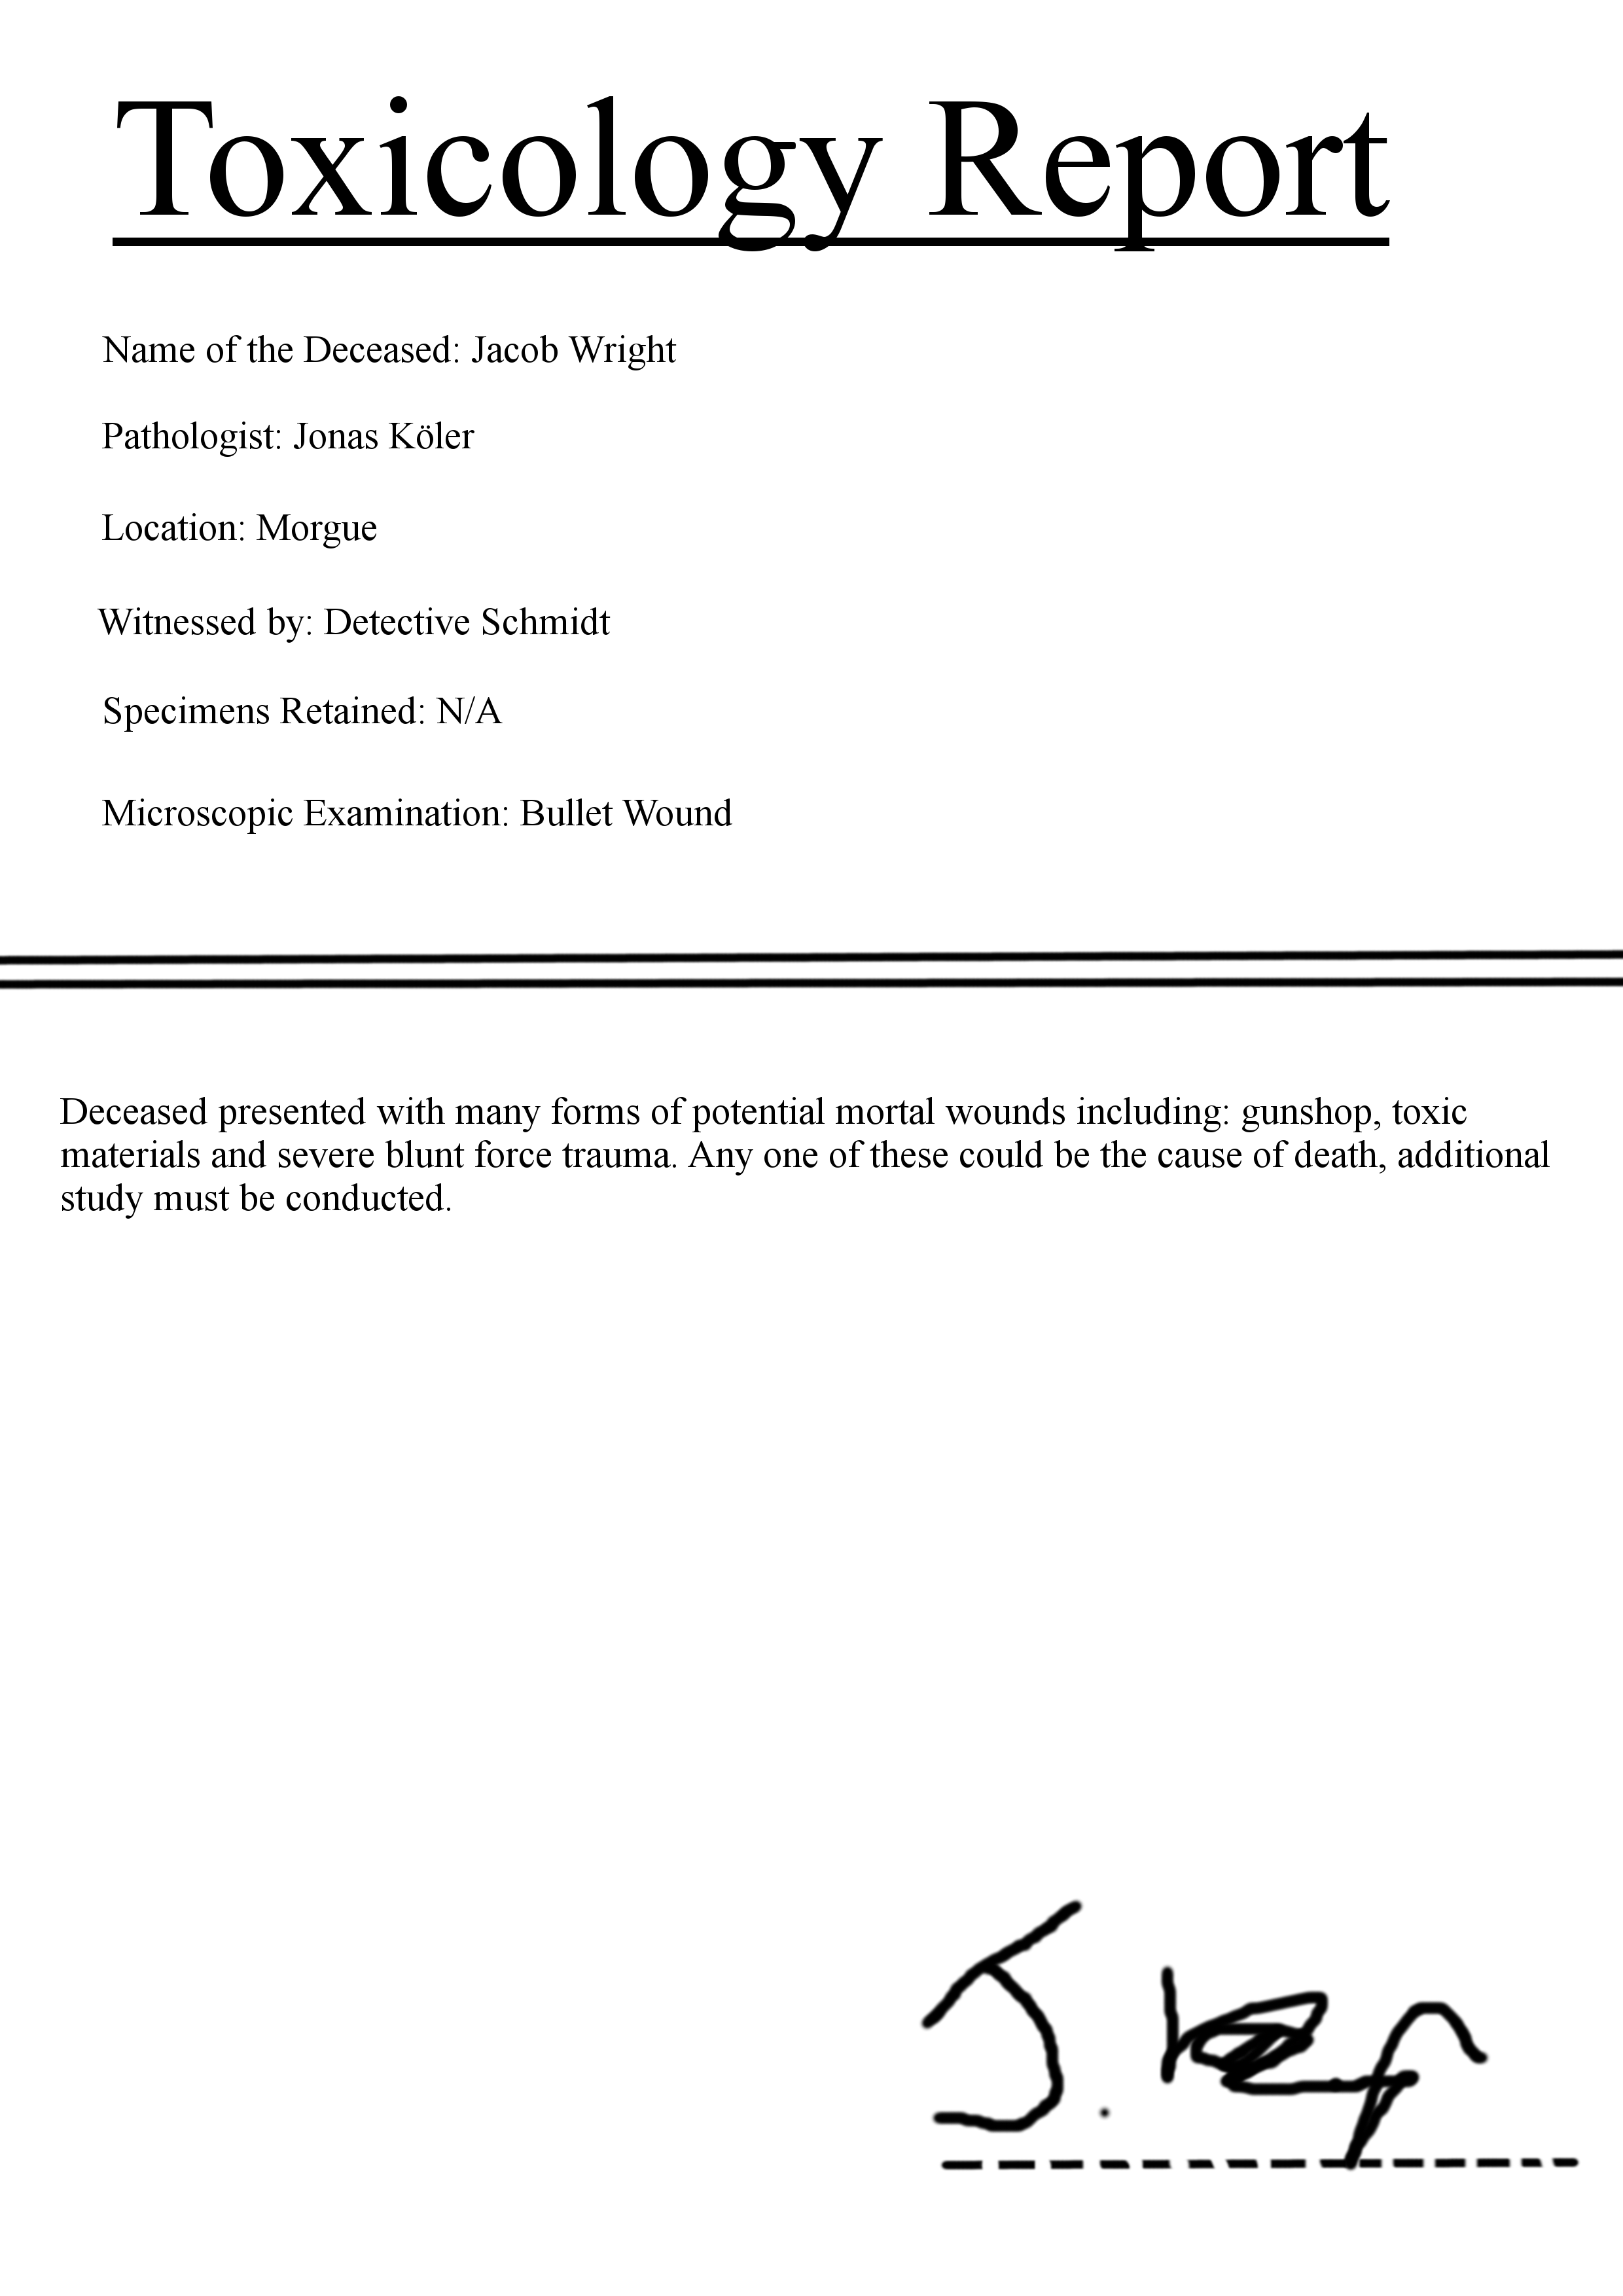 Toxicology Report
Name of the Deceased: Jacob Wright
Pathologist: Jonas Köler
Location: Morgue
Witnessed by: Detective Schmidt
Specimens Retained: N/A
Microscopic Examination: Bullet Wound
Deceased presented with many forms of potential mortal wounds including: gunshop, toxic
materials and severe blunt force trauma. Any one of these could be the cause of death, additional
study must be conducted.
J.